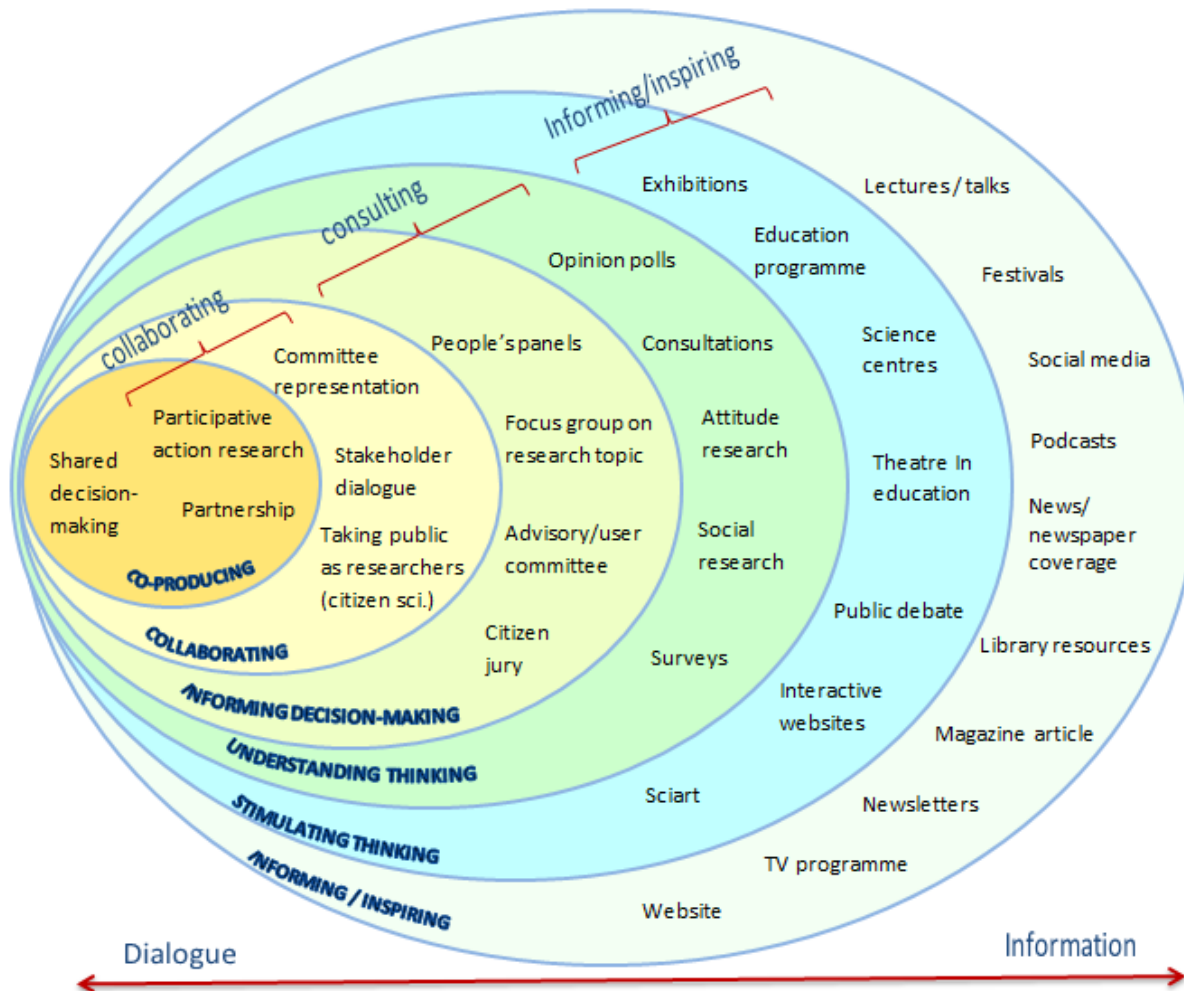 Informing/inspiring
consulting
collaborating
Exhibitions
Lectures / talks
Education
programme
Opinion polls
Festivals
People's panels
Consultations
Science
centres
Social media
Committee
representation
Participative
action research
Focus group on
research topic
Attitude
research
Podcasts
Shared
decision-
making
Stakeholder
dialogue
Theatre In
education
Partnership
News/
newspaper
coverage
Taking public
as researchers
(citizen sci.)
Advisory/user
committee
Social
research
CO-PRODUCING
Public debate
COLLABORATING
Citizen
jury
Surveys
Library resources
INFORMING DECISION-MAKING
Interactive
websites
Magazine article
UNDERSTANDING THINKING
Sciart
Newsletters
STIMULATING THINKING
TV programme
INFORMING / INSPIRING
Website
Dialogue
Information